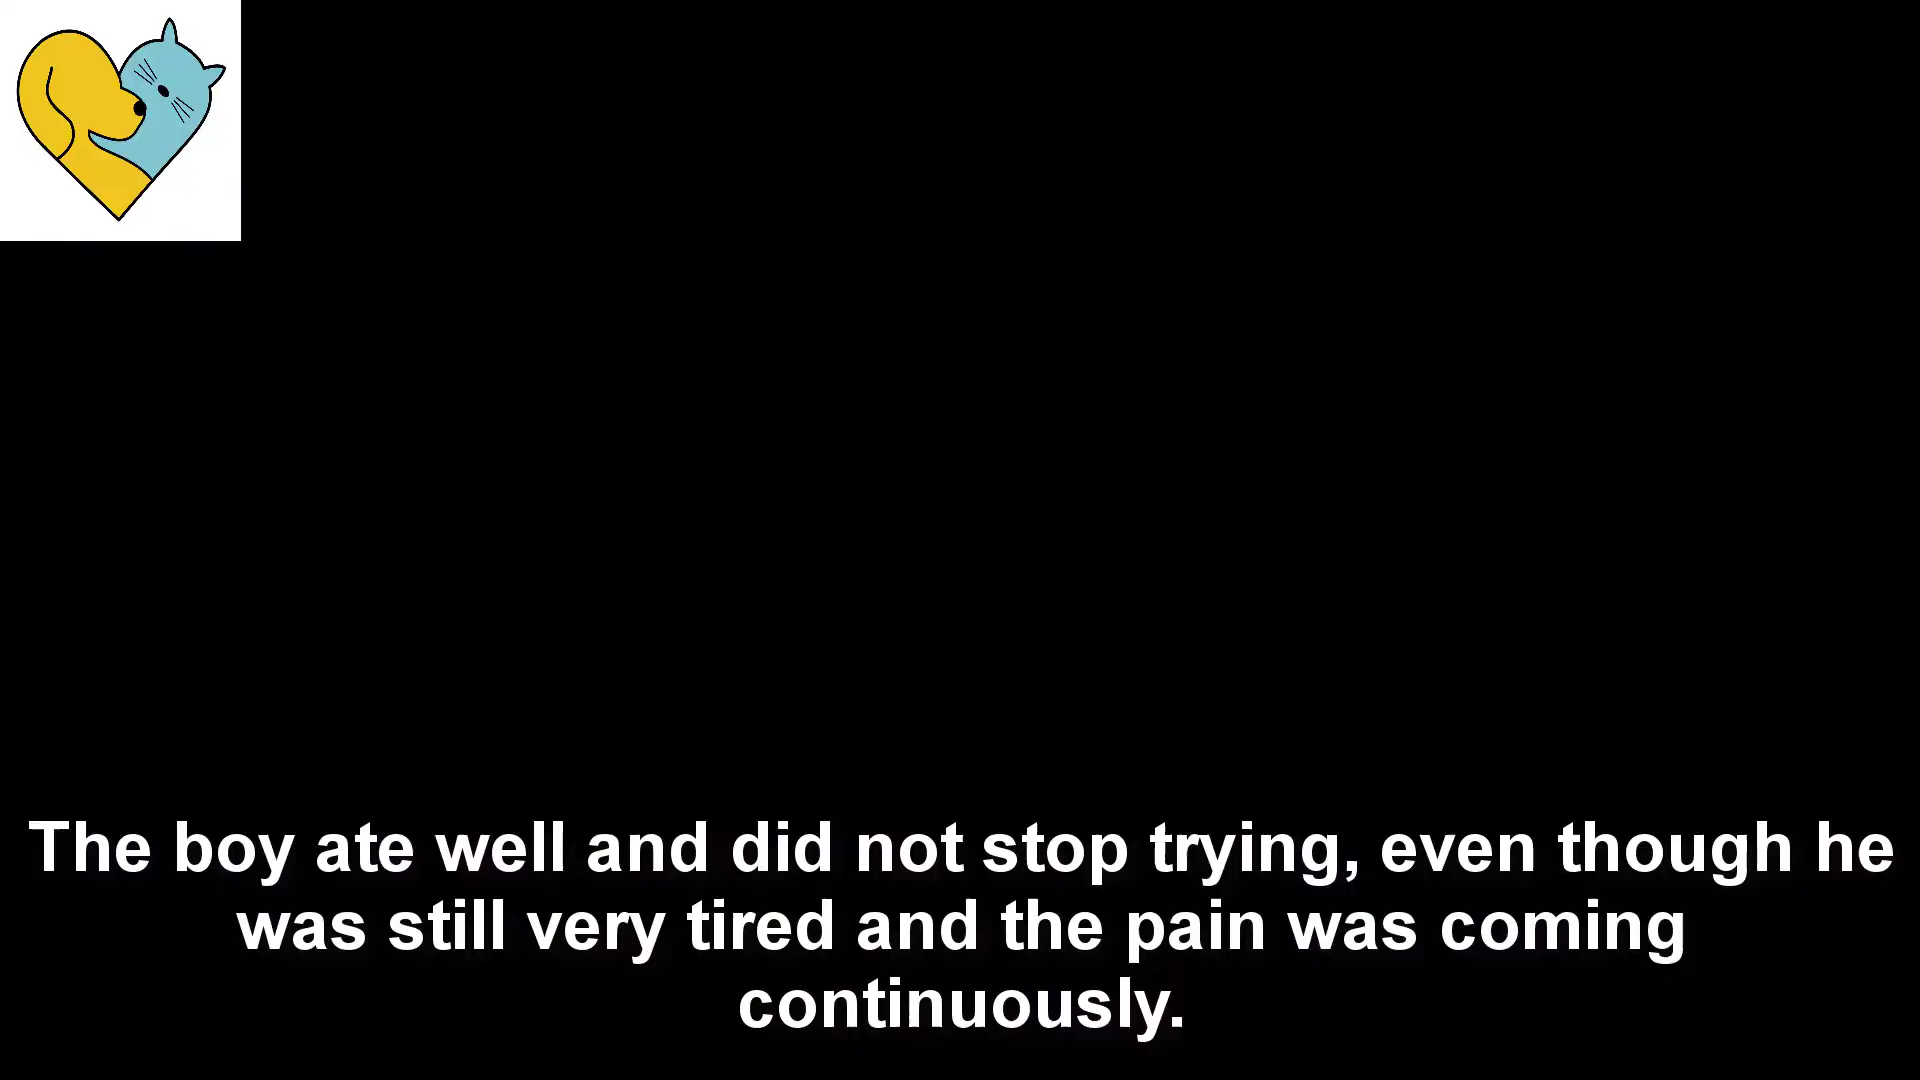 The boy ate well and did not stop trying, even though he
was still very tired and the pain was coming
continuously.